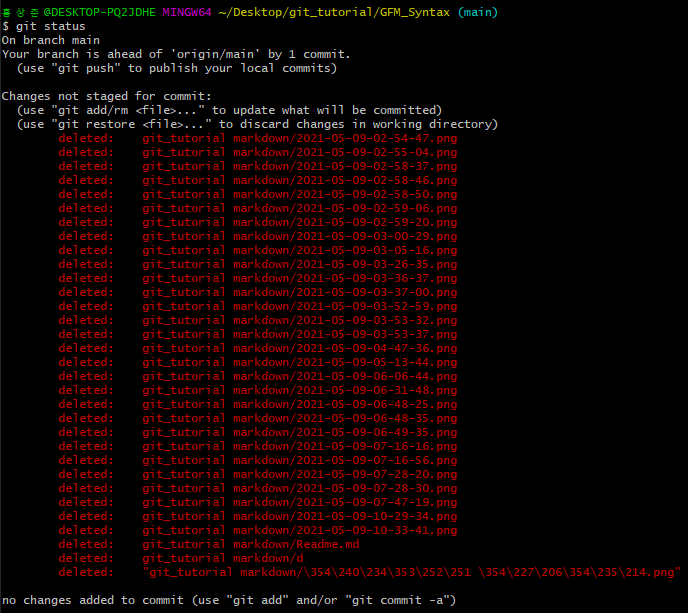 홍상준@DESKTOP-PQ2JDHE MINGW64 ~/Desktop/git_tutorial/GFM_Syntax (main)
$ git status
On branch main
Your branch is ahead of 'origin/main' by 1 commit.
  (use "git push" to publish your local commits)

Changes not staged for commit:
  (use "git add/rm <file>..." to update what will be committed)
  (use "git restore <file>..." to discard changes in working directory)
        deleted:    git_tutorial markdown/2021-05-09-02-54-47.png
        deleted:    git_tutorial markdown/2021-05-09-02-55-04.png
        deleted:    git_tutorial markdown/2021-05-09-02-58-37.png
        deleted:    git_tutorial markdown/2021-05-09-02-58-46.png
        deleted:    git_tutorial markdown/2021-05-09-02-58-50.png
        deleted:    git_tutorial markdown/2021-05-09-02-59-06.png
        deleted:    git_tutorial markdown/2021-05-09-02-59-20.png
        deleted:    git_tutorial markdown/2021-05-09-03-00-29.png
        deleted:    git_tutorial markdown/2021-05-09-03-05-16.png
        deleted:    git_tutorial markdown/2021-05-09-03-26-35.png
        deleted:    git_tutorial markdown/2021-05-09-03-36-37.png
        deleted:    git_tutorial markdown/2021-05-09-03-37-00.png
        deleted:    git_tutorial markdown/2021-05-09-03-52-59.png
        deleted:    git_tutorial markdown/2021-05-09-03-53-32.png
        deleted:    git_tutorial markdown/2021-05-09-03-53-37.png
        deleted:    git_tutorial markdown/2021-05-09-04-47-36.png
        deleted:    git_tutorial markdown/2021-05-09-05-13-44.png
        deleted:    git_tutorial markdown/2021-05-09-06-06-44.png
        deleted:    git_tutorial markdown/2021-05-09-06-31-48.png
        deleted:    git_tutorial markdown/2021-05-09-06-48-25.png
        deleted:    git_tutorial markdown/2021-05-09-06-48-35.png
        deleted:    git_tutorial markdown/2021-05-09-06-49-35.png
        deleted:    git_tutorial markdown/2021-05-09-07-16-16.png
        deleted:    git_tutorial markdown/2021-05-09-07-16-56.png
        deleted:    git_tutorial markdown/2021-05-09-07-28-20.png
        deleted:    git_tutorial markdown/2021-05-09-07-28-30.png
        deleted:    git_tutorial markdown/2021-05-09-07-47-19.png
        deleted:    git_tutorial markdown/2021-05-09-10-29-34.png
        deleted:    git_tutorial markdown/2021-05-09-10-33-41.png
        deleted:    git_tutorial markdown/Readme.md
        deleted:    git_tutorial markdown/d
        deleted:    "git_tutorial markdown/\354\240\234\353\252\251 \354\227\206\354\235\214.png"

no changes added to commit (use "git add" and/or "git commit -a")